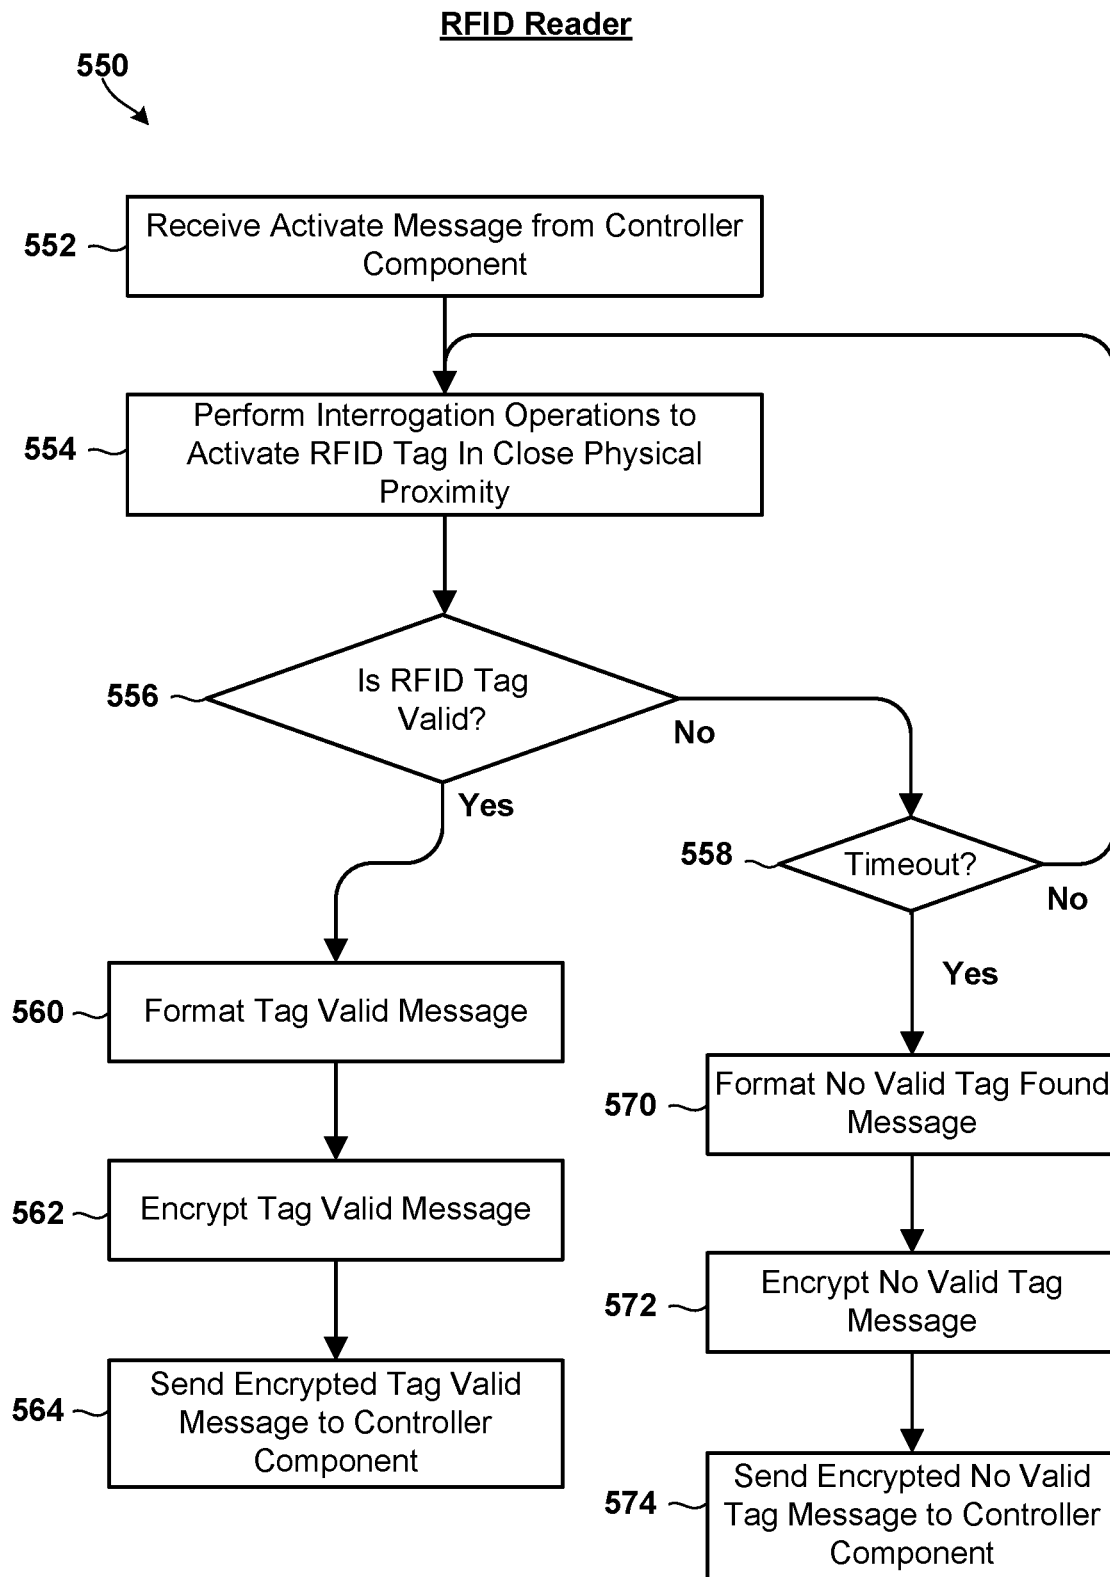 RFID Reader
550
552
Receive Activate Message from Controller
Component
554
Perform Interrogation Operations to
Activate RFID Tag In Close Physical
Proximity
556
Is RFID Tag
Valid?
No
Yes
558
Timeout?
No
Yes
560
Format Tag Valid Message
562
Encrypt Tag Valid Message
564
Send Encrypted Tag Valid
Message to Controller
Component
570
Format No Valid Tag Found
Message
572
Encrypt No Valid Tag
Message
574
Send Encrypted No Valid
Tag Message to Controller
Component